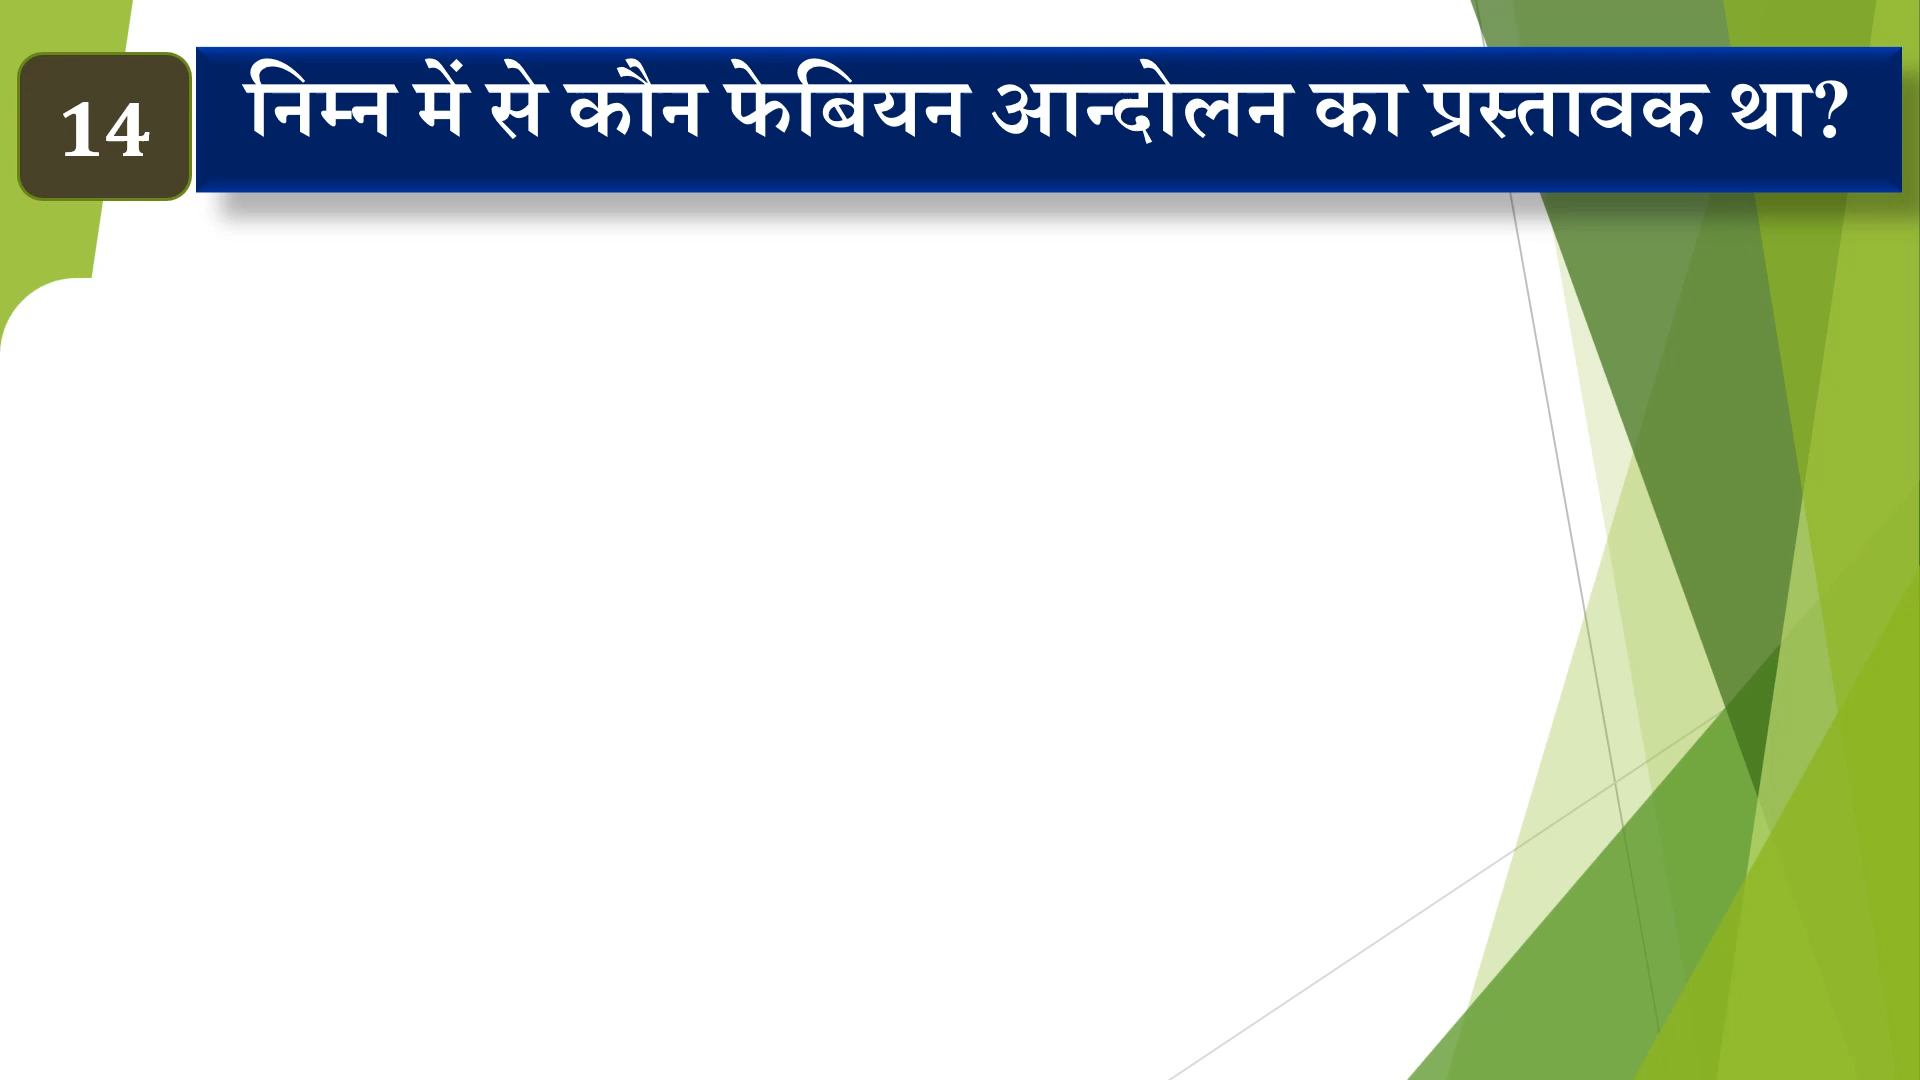 14
निम्न में से कौन फेबियन आन्दोलन का प्रस्तावक था?